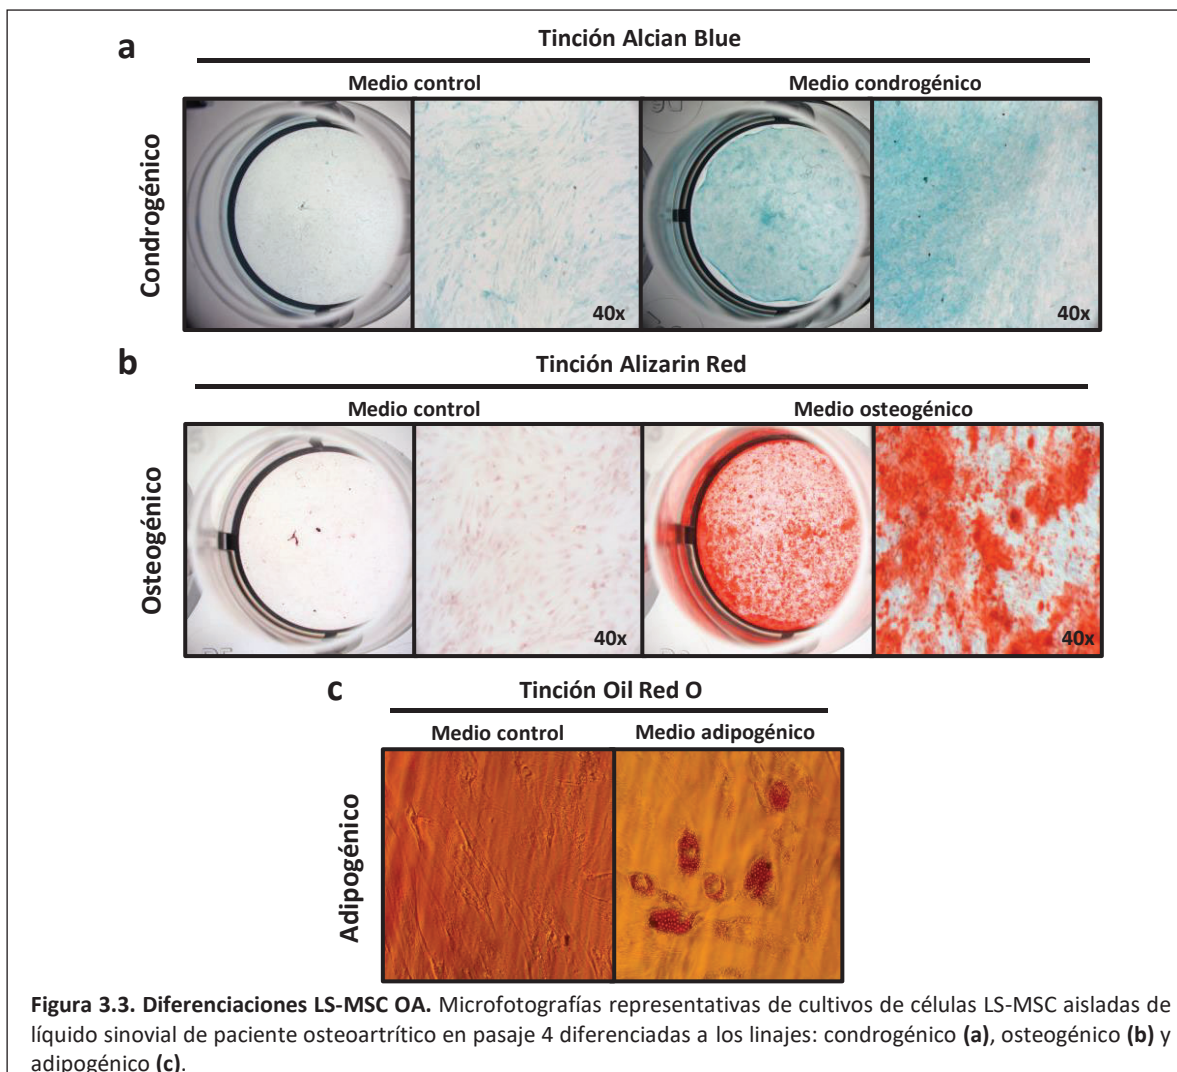 a
Tinción Alcian Blue
Medio control
Medio condrogénico
Condrogénico
40x
40x
b
Tinción Alizarin Red
Medio control
Medio osteogénico
Osteogénico
40x
40x
c
Tinción Oil Red O
Medio control
Medio adipogénico
Adipogénico
Figura 3.3. Diferenciaciones LS-MSC OA. Microfotografías representativas de cultivos de células LS-MSC aisladas de
líquido sinovial de paciente osteoartrítico en pasaje 4 diferenciadas a los linajes: condrogénico (a), osteogénico (b) y
adipogénico (c).